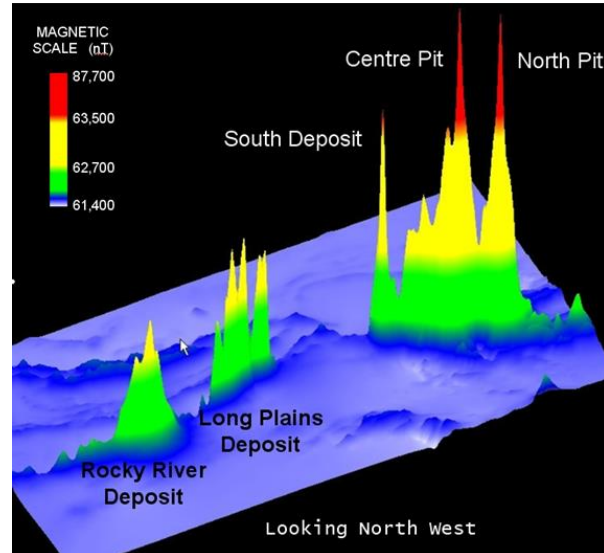 MAGNETIC
SCALE (nT)
87,700
63,500
62,700
61,400
Centre Pit
North Pit
South Deposit
Long Plains
Deposit
Rocky River
Deposit
Looking North West